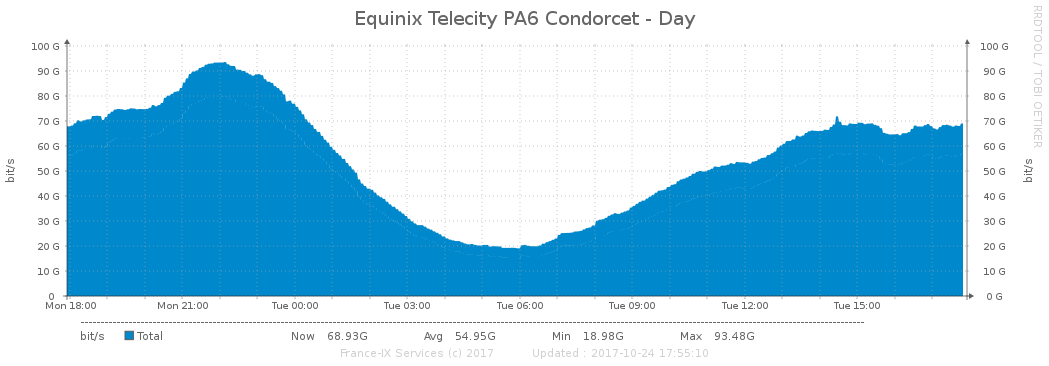 Equinix Telecity PA6 Condorcet - Day
RRDTOOL / TOBI OETIKER
100 G 100 G
90 G 90 G
80 G 80 G
70 G 70 G
60 G 60 G
50 G 50 G
40 G 40 G
30 G 30 G
20 G 20 G
10 G 10 G
0 0 G
bit/s bit/s
Mon 18:00 Mon 21:00 Tue 00:00 Tue 03:00 Tue 06:00 Tue 09:00 Tue 12:00 Tue 15:00
bit/s Total Now 68.93G Avg 54.95G Min 18.98G Max 93.48G
France-IX Services (c) 2017 Updated : 2017-10-24 17:55:10